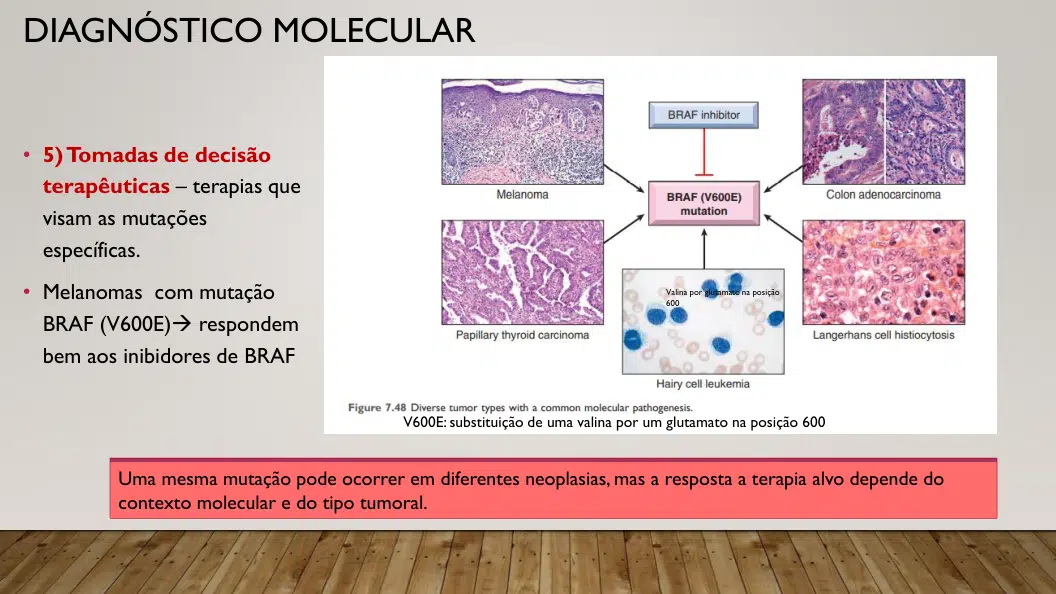 DIAGNÓSTICO MOLECULAR
• 5) Tomadas de decisão
terapêuticas – terapias que
visam as mutações
específicas.
• Melanomas com mutação
BRAF (V600E)→ respondem
bem aos inibidores de BRAF
BRAF inhibitor
Melanoma
BRAF (V600E)
mutation
Colon adenocarcinoma
Valina por glutamato na posição
600
Papillary thyroid carcinoma
Langerhans cell histiocytosis
Hairy cell leukemia
Figure 7.48 Diverse tumor types with a common molecular pathogenesis.
V600E: substituição de uma valina por um glutamato na posição 600
Uma mesma mutação pode ocorrer em diferentes neoplasias, mas a resposta a terapia alvo depende do
contexto molecular e do tipo tumoral.